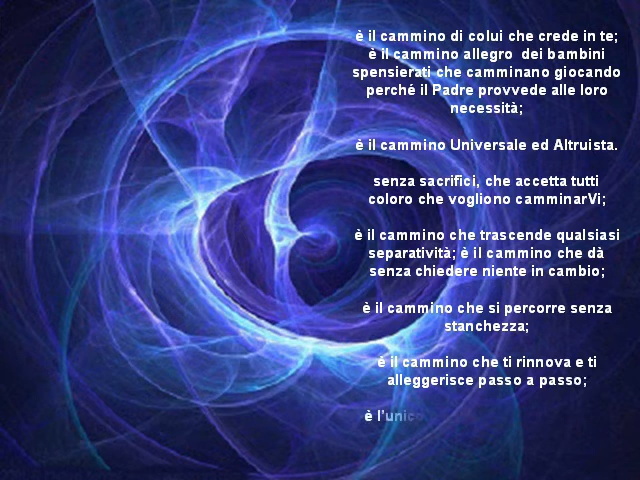 è il cammino di colui che crede in te;
è il cammino allegro  dei bambini
spensierati che camminano giocando
perché il Padre provvede alle loro
necessità;
è il cammino Universale ed Altruista.
senza sacrifici, che accetta tutti
coloro che vogliono camminarVi;
è il cammino che trascende qualsiasi
separatività; è il cammino che dà
senza chiedere niente in cambio;
è il cammino che si percorre senza
stanchezza;
è il cammino che ti rinnova e ti
alleggerisce passo a passo;
è l'unico